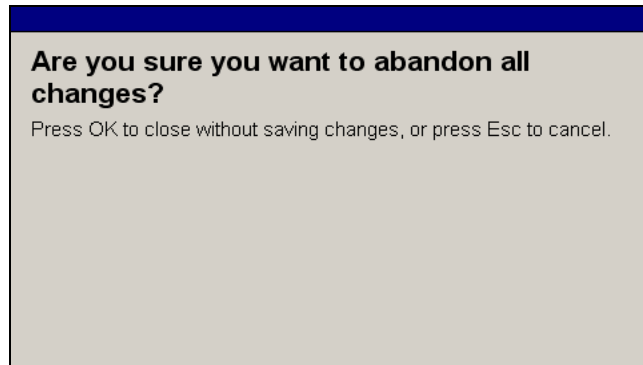 Are you sure you want to abandon all
changes?
Press OK to close without saving changes, or press Esc to cancel.